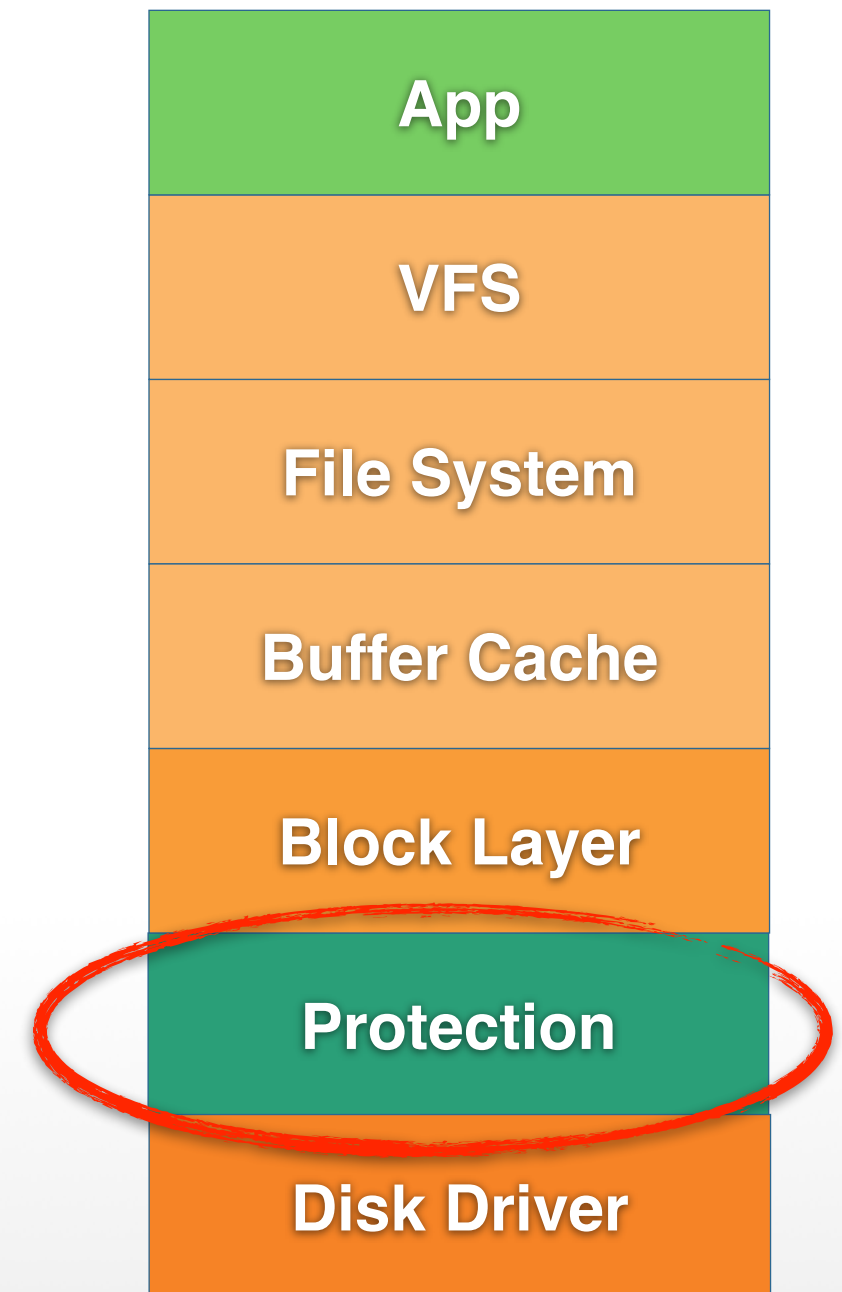 App
VFS
File System
Buffer Cache
Block Layer
Protection
Disk Driver